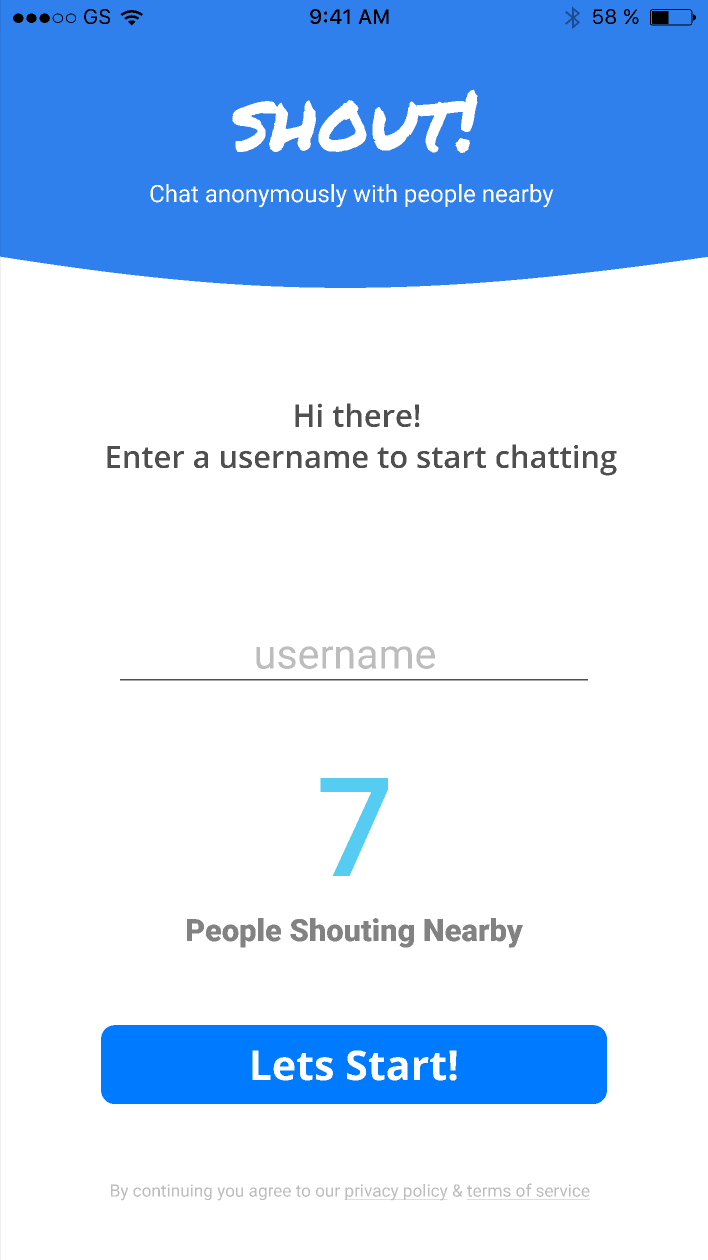 GS 9:41 AM 58 %
SHOUT!
Chat anonymously with people nearby
Hi there!
Enter a username to start chatting
username
7
People Shouting Nearby
Lets Start!
By continuing you agree to our privacy policy & terms of service